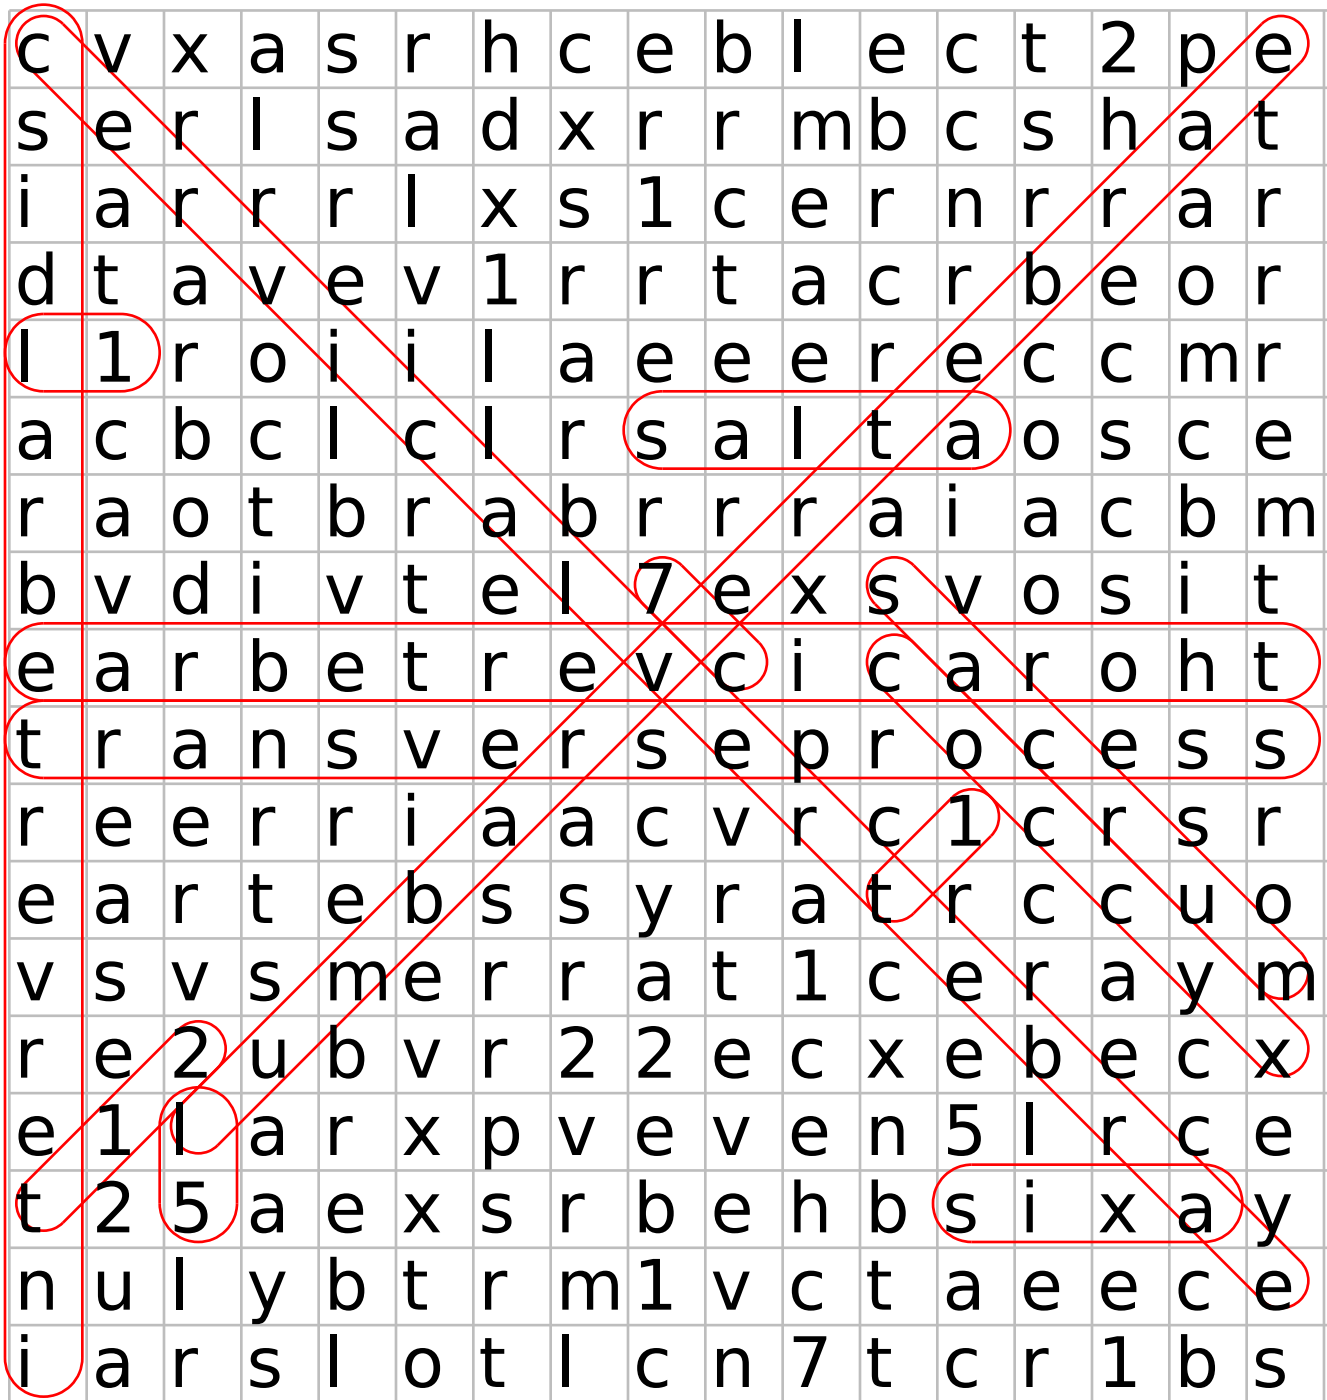 c v x a s r h c e b l e c t 2 p e
s e r l s a d x r r m b c s h a t
i a r r r l x s 1 c e r n r r a r
d t a v e v 1 r r t a c r b e o r
l 1 r o i i l a e e e r e c c m r
a c b c l c l r s a l t a o s c e
r a o t b r a b r r r a i a c b m
b v d i v t e l 7 e x s v o s i t
e a r b e t r e v c i c a r o h t
t r a n s v e r s e p r o c e s s
r e e r r i a a c v r c 1 c r s r
e a r t e b s s y r a t r c c u o
v s v s m e r r a t 1 c e r a y m
r e 2 u b v r 2 2 e c x e b e c x
e 1 l a r x p v e v e n 5 l r c e
t 2 5 a e x s r b e h b s i x a y
n u l y b t r m 1 v c t a e e c e
i a r s l o t l c n 7 t c r 1 b s